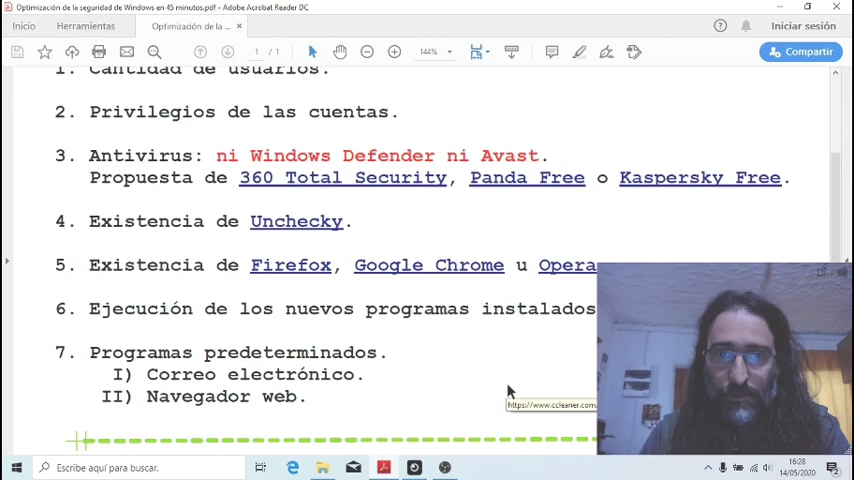 Optimización de la seguridad de Windows en 45 minutos.pdf - Adobe Acrobat Reader DC
Inicio Herramientas Optimización de la ... × Iniciar sesión
1 / 1 144% Compartir
1. Cantidad de usuarios.
2. Privilegios de las cuentas.
3. Antivirus: ni Windows Defender ni Avast.
Propuesta de 360 Total Security, Panda Free o Kaspersky Free.
4. Existencia de Unchecky.
5. Existencia de Firefox, Google Chrome u Opera
6. Ejecución de los nuevos programas instalados
7. Programas predeterminados.
I) Correo electrónico.
II) Navegador web.
https://www.ccleaner.com/
Escribe aquí para buscar.
16:28
14/05/2020
2